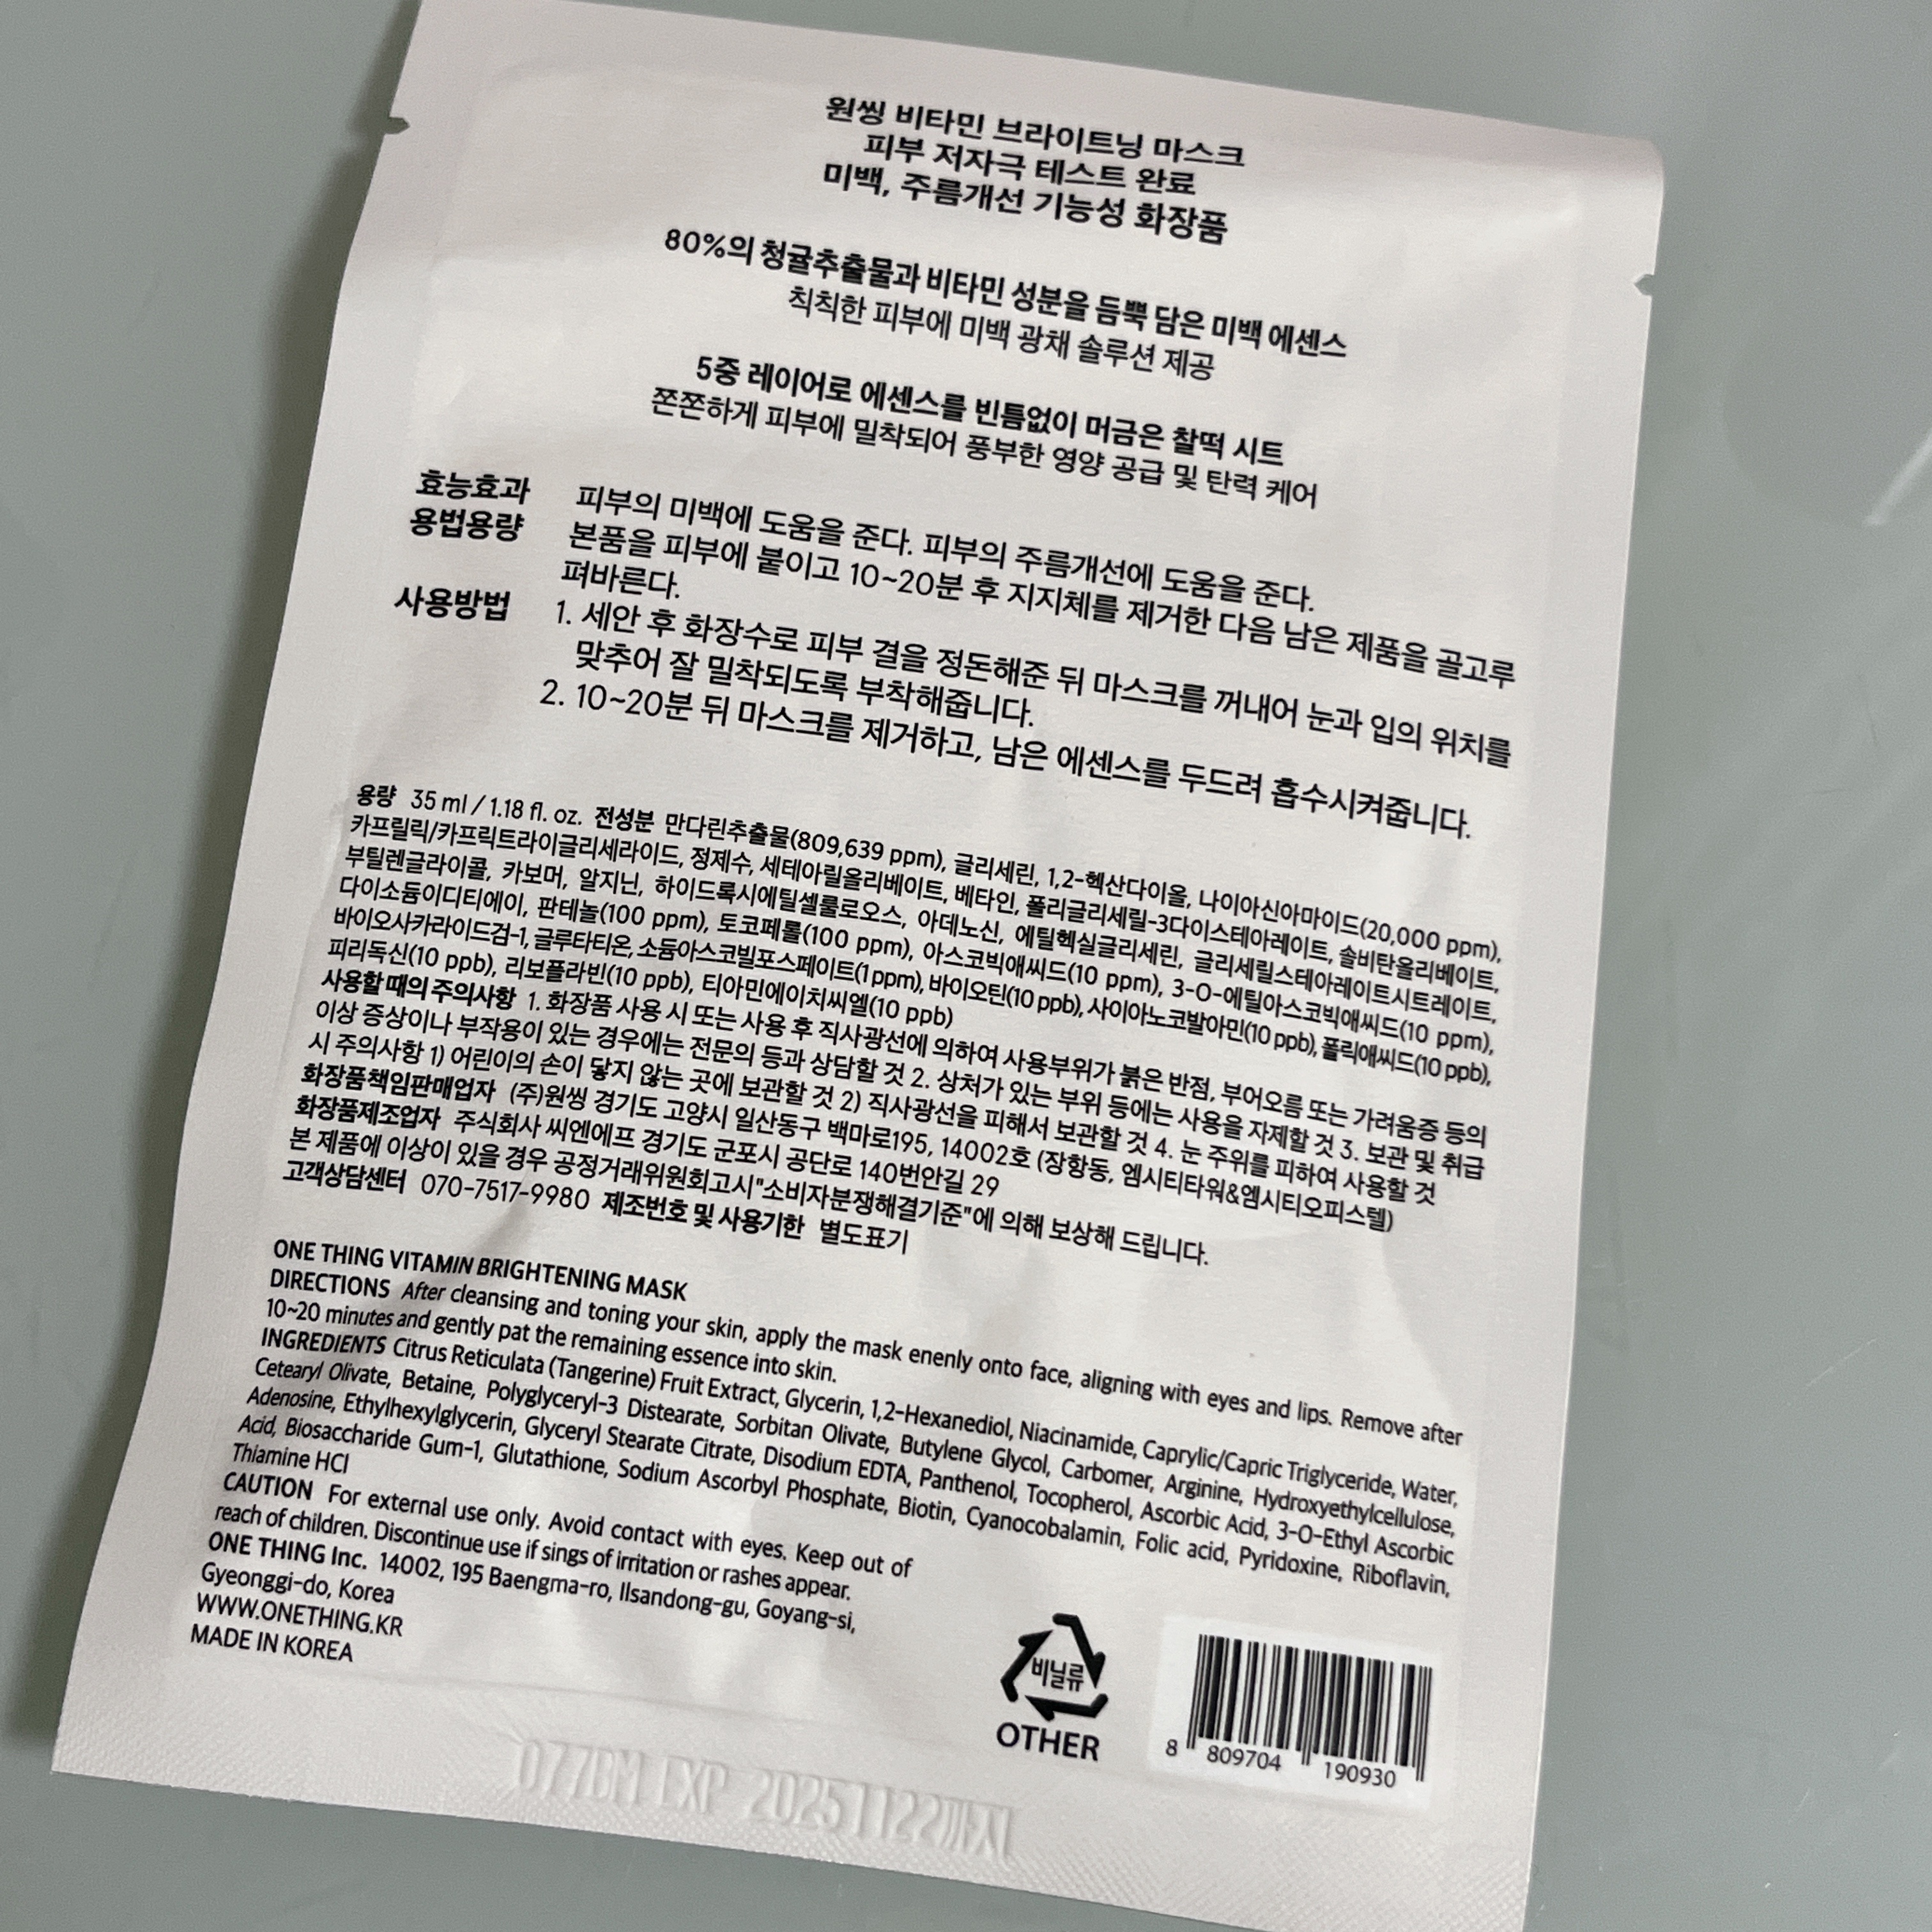 원씽 비타민 브라이트닝 마스크
피부 저자극 테스트 완료
미백, 주름개선 기능성 화장품
80%의 청귤추출물과 비타민 성분을 듬뿍 담은 미백 에센스
칙칙한 피부에 미백 광채 솔루션 제공
5중 레이어로 에센스를 빈틈없이 머금은 찰떡 시트
쫀쫀하게 피부에 밀착되어 풍부한 영양 공급 및 탄력 케어
효능효과 피부의 미백에 도움을 준다. 피부의 주름개선에 도움을 준다.
용법용량 본품을 피부에 붙이고 10~20분 후 지지체를 제거한 다음 남은 제품을 골고루
펴바른다.
사용방법 1. 세안 후 화장수로 피부 결을 정돈해준 뒤 마스크를 꺼내어 눈과 입의 위치를
맞추어 잘 밀착되도록 부착해줍니다.
2. 10~20분 뒤 마스크를 제거하고, 남은 에센스를 두드려 흡수시켜줍니다.
용량 35 ml / 1.18 fl. oz. 전성분 만다린추출물(809,639 ppm), 글리세린, 1,2-헥산다이올, 나이아신아마이드(20,000 ppm),
카프릴릭/카프릭트라이글리세라이드, 정제수, 세테아릴올리베이트, 베타인, 폴리글리세릴-3다이스테아레이트, 솔비탄올리베이트,
부틸렌글라이콜, 카보머, 알지닌, 하이드록시에틸셀룰로오스, 아데노신, 에틸헥실글리세린, 글리세릴스테아레이트시트레이트,
다이소듐이디티에이, 판테놀(100 ppm), 토코페롤(100 ppm), 아스코빅애씨드(10 ppm), 3-O-에틸아스코빅애씨드(10 ppm),
바이오사카라이드검-1, 글루타티온, 소듐아스코빌포스페이트(1 ppm), 바이오틴(10 ppb), 사이아노코발아민(10 ppb), 폴릭애씨드(10 ppb),
피리독신(10 ppb), 리보플라빈(10 ppb), 티아민에이치씨엘(10 ppb)
사용할 때의 주의사항 1. 화장품 사용 시 또는 사용 후 직사광선에 의하여 사용부위가 붉은 반점, 부어오름 또는 가려움증 등의
이상 증상이나 부작용이 있는 경우에는 전문의 등과 상담할 것 2. 상처가 있는 부위 등에는 사용을 자제할 것 3. 보관 및 취급
시 주의사항 1) 어린이의 손이 닿지 않는 곳에 보관할 것 2) 직사광선을 피해서 보관할 것 4. 눈 주위를 피하여 사용할 것
화장품책임판매업자 (주)원씽 경기도 고양시 일산동구 백마로195, 14002호 (장항동, 엠시티타워&엠시티오피스텔)
화장품제조업자 주식회사 씨엔에프 경기도 군포시 공단로 140번안길 29
본 제품에 이상이 있을 경우 공정거래위원회고시"소비자분쟁해결기준"에 의해 보상해 드립니다.
고객상담센터 070-7517-9980 제조번호 및 사용기한 별도표기
ONE THING VITAMIN BRIGHTENING MASK
DIRECTIONS After cleansing and toning your skin, apply the mask enenly onto face, aligning with eyes and lips. Remove after
10~20 minutes and gently pat the remaining essence into skin.
INGREDIENTS Citrus Reticulata (Tangerine) Fruit Extract, Glycerin, 1,2-Hexanediol, Niacinamide, Caprylic/Capric Triglyceride, Water,
Cetearyl Olivate, Betaine, Polyglyceryl-3 Distearate, Sorbitan Olivate, Butylene Glycol, Carbomer, Arginine, Hydroxyethylcellulose,
Adenosine, Ethylhexylglycerin, Glyceryl Stearate Citrate, Disodium EDTA, Panthenol, Tocopherol, Ascorbic Acid, 3-O-Ethyl Ascorbic
Acid, Biosaccharide Gum-1, Glutathione, Sodium Ascorbyl Phosphate, Biotin, Cyanocobalamin, Folic acid, Pyridoxine, Riboflavin,
Thiamine HCl
CAUTION For external use only. Avoid contact with eyes. Keep out of
reach of children. Discontinue use if sings of irritation or rashes appear.
ONE THING Inc. 14002, 195 Baengma-ro, Ilsandong-gu, Goyang-si,
Gyeonggi-do, Korea
WWW.ONETHING.KR
MADE IN KOREA
비닐류
OTHER
8 809704 190930
EXP 20251122까지